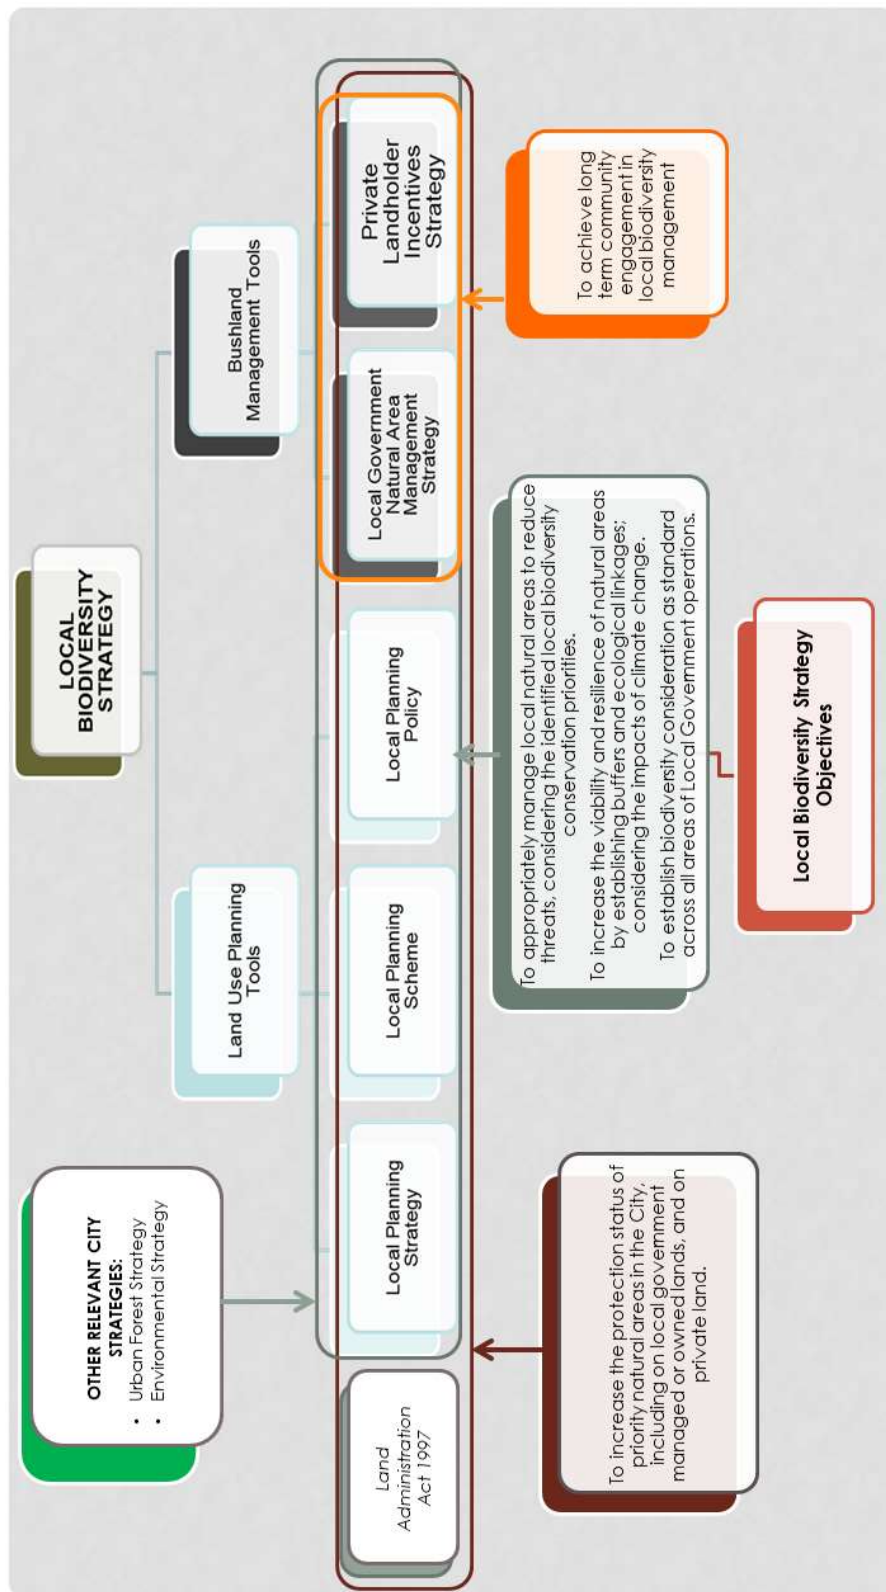 LOCAL
BIODIVERSITY
STRATEGY
OTHER RELEVANT CITY
STRATEGIES:
• Urban Forest Strategy
• Environmental Strategy
Land Use Planning
Tools
Bushland
Management Tools
Land
Administration
Act 1997
Local Planning
Strategy
Local Planning
Scheme
Local Planning
Policy
Local Government
Natural Area
Management
Strategy
Private
Landholder
Incentives
Strategy
To increase the protection status of
priority natural areas in the City,
including on local government
managed or owned lands, and on
private land.
To appropriately manage local natural areas to reduce
threats, considering the identified local biodiversity
conservation priorities.
To increase the viability and resilience of natural areas
by establishing buffers and ecological linkages;
considering the impacts of climate change.
To establish biodiversity consideration as standard
across all areas of Local Government operations.
To achieve long
term community
engagement in
local biodiversity
management
Local Biodiversity Strategy
Objectives